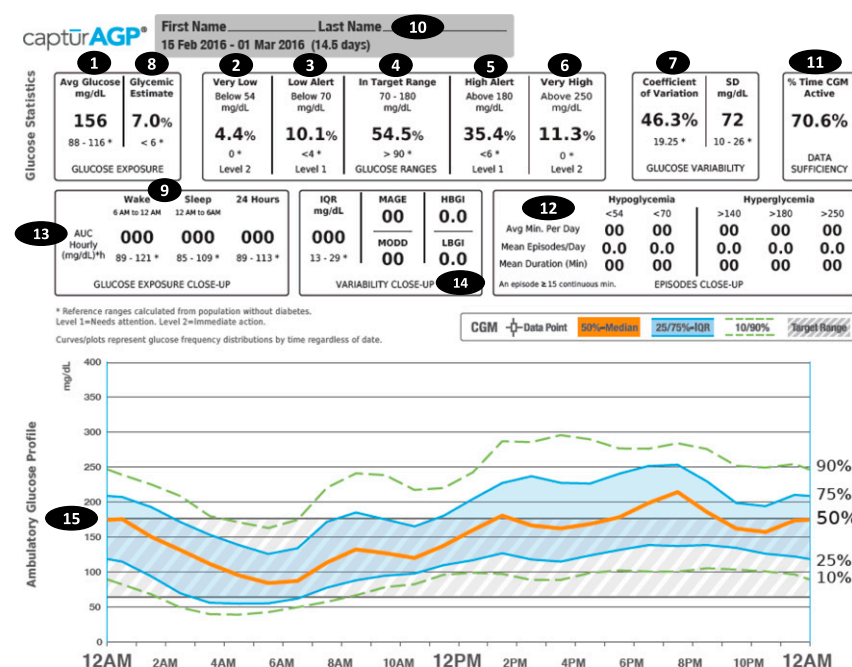 captūrAGP®
First Name Last Name 10
15 Feb 2016 - 01 Mar 2016 (14.5 days)
Glucose Statistics
1 8
Avg Glucose Glycemic
mg/dL Estimate
156 7.0%
88 - 116 * < 6 *
GLUCOSE EXPOSURE
2 3 4 5 6
Very Low Low Alert In Target Range High Alert Very High
Below 54 Below 70 70 - 180 Above 180 Above 250
mg/dL mg/dL mg/dL mg/dL mg/dL
4.4% 10.1% 54.5% 35.4% 11.3%
0 * <4 * > 90 * <6 * 0 *
Level 2 Level 1 GLUCOSE RANGES Level 1 Level 2
7
Coefficient SD
of Variation mg/dL
46.3% 72
19.25 * 10 - 26 *
GLUCOSE VARIABILITY
11
% Time CGM
Active
70.6%
DATA
SUFFICIENCY
9
Wake Sleep 24 Hours
6 AM to 12 AM 12 AM to 6AM
13
AUC
Hourly
(mg/dL)*h
000 000 000
89 - 121 * 85 - 109 * 89 - 113 *
GLUCOSE EXPOSURE CLOSE-UP
IQR MAGE HBGI
mg/dL 00 0.0
000 MODD LBGI
13 - 29 * 00 0.0
VARIABILITY CLOSE-UP 14
12 Hypoglycemia Hyperglycemia
<54 <70 >140 >180 >250
Avg Min. Per Day 00 00 00 00 00
Mean Episodes/Day 0.0 0.0 0.0 0.0 0.0
Mean Duration (Min) 00 00 00 00 00
An episode ≥ 15 continuous min. EPISODES CLOSE-UP
* Reference ranges calculated from population without diabetes.
Level 1=Needs attention. Level 2=Immediate action.
Curves/plots represent glucose frequency distributions by time regardless of date.
CGM Data Point 50%=Median 25/75%=IQR 10/90% Target Range
Ambulatory Glucose Profile
mg/dL
400
350
300
250
200
15
150
100
50
0
90%
75%
50%
25%
10%
12AM 2AM 4AM 6AM 8AM 10AM 12PM 2PM 4PM 6PM 8PM 10PM 12AM